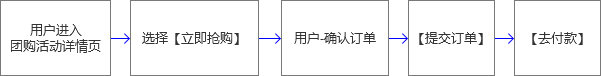 用户进入
团购活动详情页
选择【立即抢购】
用户-确认订单
【提交订单】
【去付款】